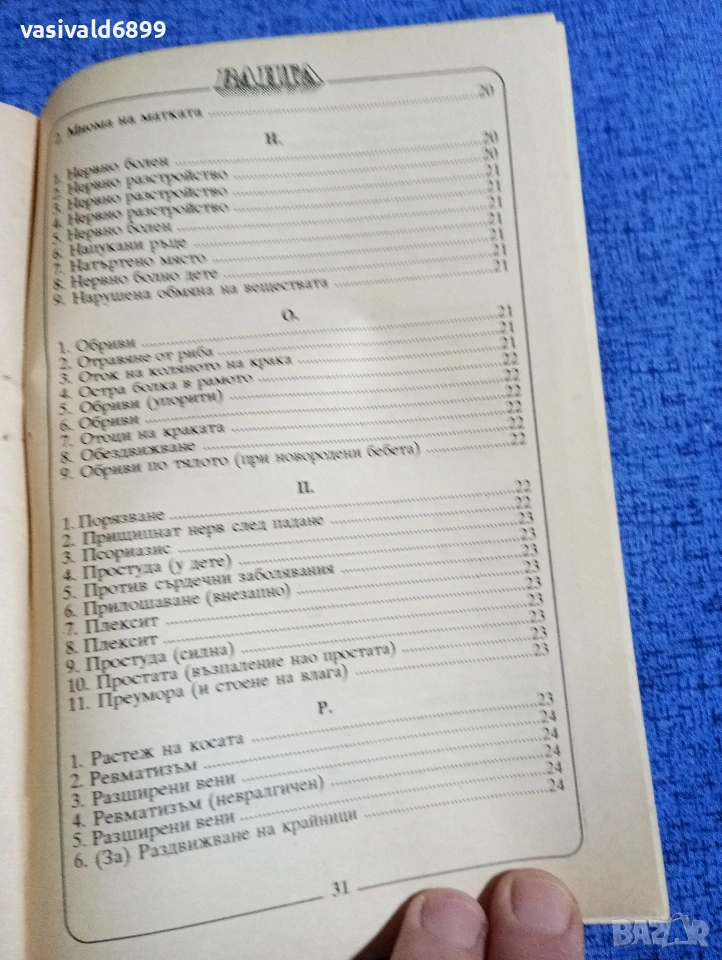 vasivald6899
ВАНГА
2. Миома на матката 20
Н.
1. Нервно болен 20
2. Нервно разстройство 20
3. Нервно разстройство 21
4. Нервно разстройство 21
5. Нервно болен 21
6. Напукани ръце 21
7. Натъртено място 21
8. Нервно болно дете 21
9. Нарушена обмяна на веществата 21
О.
1. Обриви 21
2. Отравяне от риба 21
3. Оток на коляното на крака 21
4. Остра болка в рамото 22
5. Обриви (упорити) 22
6. Обриви 22
7. Отоци на краката 22
8. Обездвижване 22
9. Обриви по тялото (при новородени бебета) 22
П.
1. Порязване 22
2. Прищипнат нерв след падане 22
3. Псориазис 23
4. Простуда (у дете) 23
5. Против сърдечни заболявания 23
6. Прилошаване (внезапно) 23
7. Плексит 23
8. Плексит 23
9. Простуда (силна) 23
10. Простата (възпаление нао простата) 23
11. Преумора (и стоене на влага) 23
Р.
1. Растеж на косата 23
2. Ревматизъм 24
3. Разширени вени 24
4. Ревматизъм (невралгичен) 24
5. Разширени вени 24
6. (За) Раздвижване на крайници 24
31
BAZAR